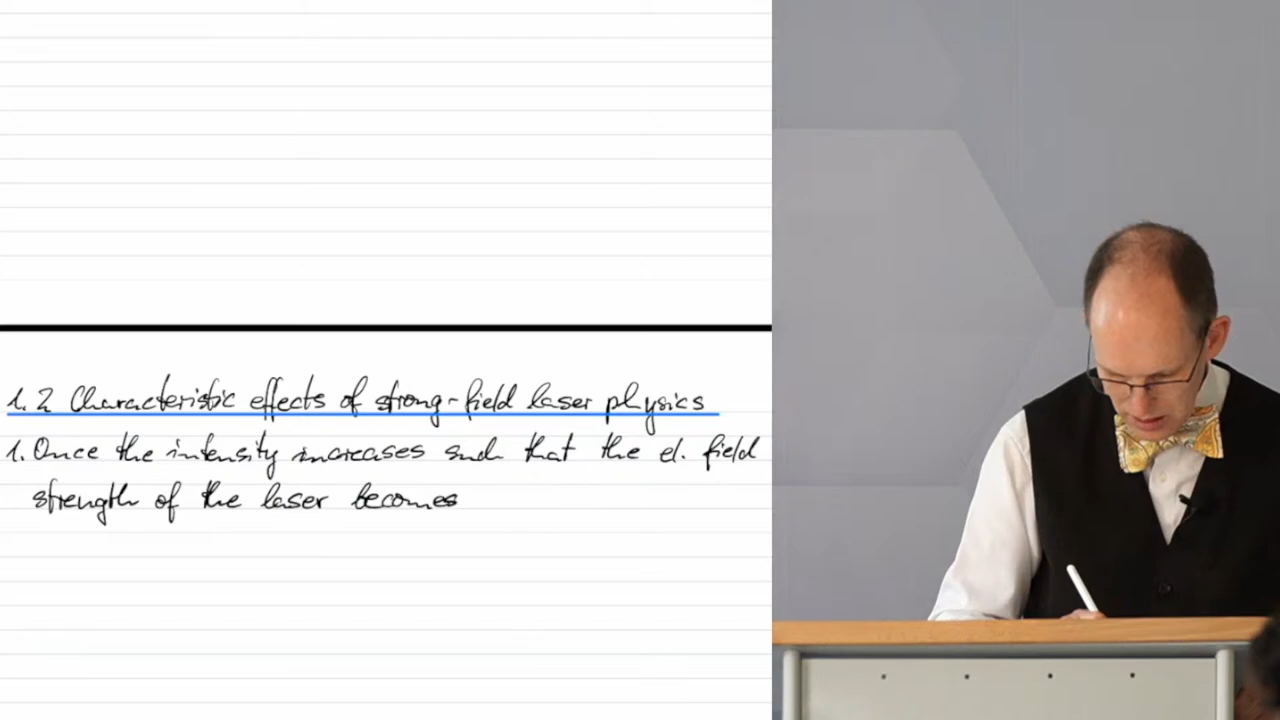 1.2 Characteristic effects of strong-field laser physics
1. Once the intensity increases such that the el. field
strength of the laser becomes